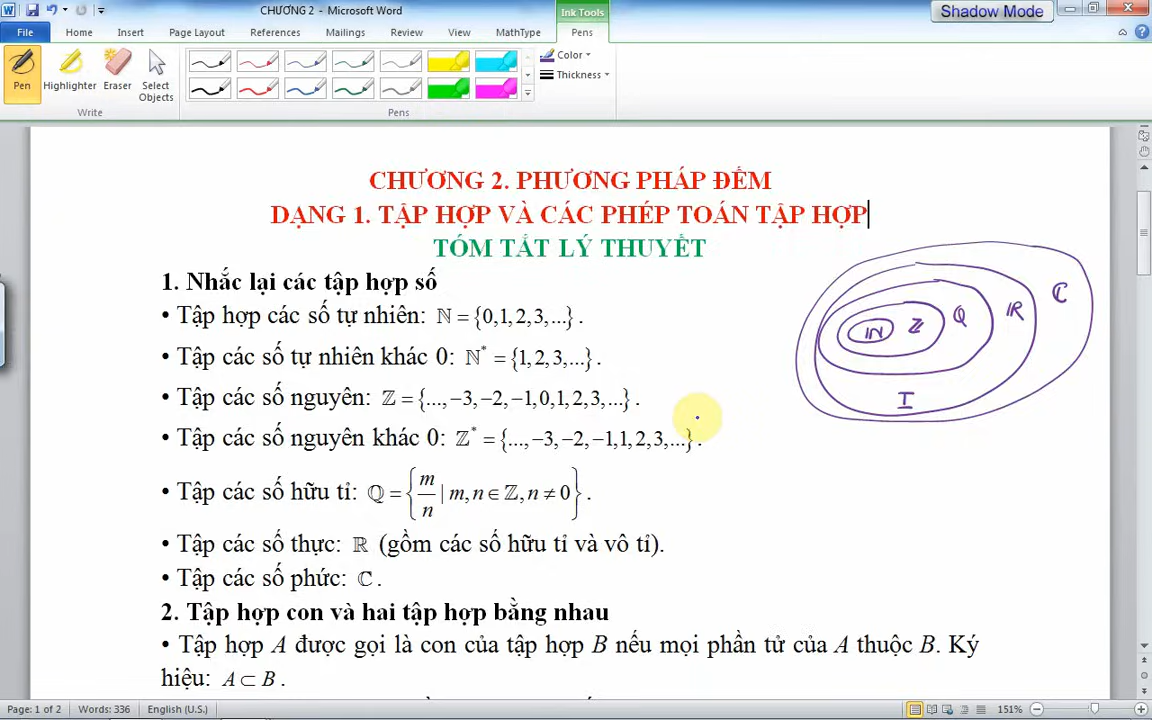 CHƯƠNG 2 - Microsoft Word
Ink Tools
Shadow Mode
File Home Insert Page Layout References Mailings Review View MathType Pens
Pen Highlighter Eraser Select Objects
Color
Thickness
Write Pens
CHƯƠNG 2. PHƯƠNG PHÁP ĐẾM
DẠNG 1. TẬP HỢP VÀ CÁC PHÉP TOÁN TẬP HỢP
TÓM TẮT LÝ THUYẾT
1. Nhắc lại các tập hợp số
• Tập hợp các số tự nhiên: ℕ = {0,1,2,3,...}.
• Tập các số tự nhiên khác 0: ℕ* = {1,2,3,...}.
• Tập các số nguyên: ℤ = {...,−3,−2,−1,0,1,2,3,...}.
• Tập các số nguyên khác 0: ℤ* = {...,−3,−2,−1,1,2,3,...}.
• Tập các số hữu tỉ: ℚ = {m/n | m,n ∈ ℤ, n ≠ 0}.
• Tập các số thực: ℝ (gồm các số hữu tỉ và vô tỉ).
• Tập các số phức: ℂ.
ℕ ℤ ℚ ℝ ℂ
I
2. Tập hợp con và hai tập hợp bằng nhau
• Tập hợp A được gọi là con của tập hợp B nếu mọi phần tử của A thuộc B. Ký
hiệu: A ⊂ B.
Page: 1 of 2 Words: 336 English (U.S.) 151%